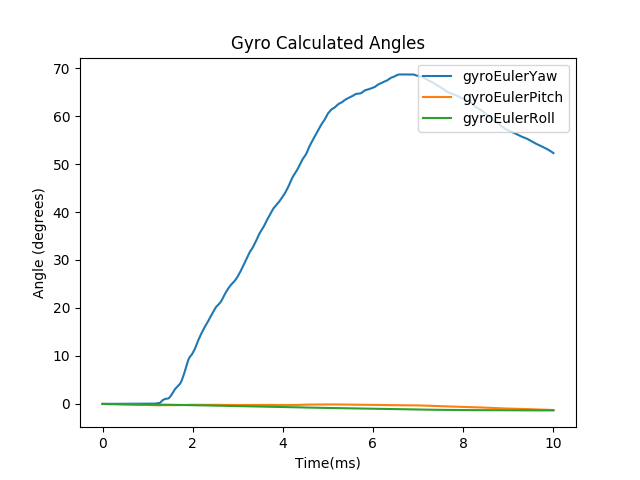 Gyro Calculated Angles
gyroEulerYaw
gyroEulerPitch
gyroEulerRoll
Angle (degrees)
70
60
50
40
30
20
10
0
0 2 4 6 8 10
Time(ms)